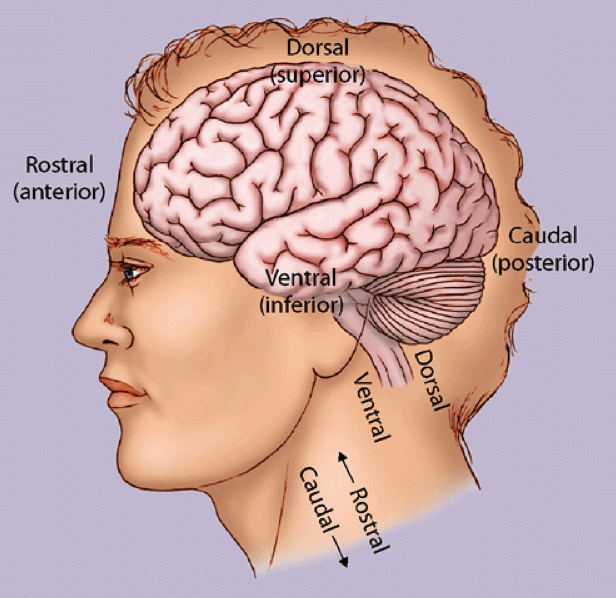 Dorsal
(superior)
Rostral
(anterior)
Caudal
(posterior)
Ventral
(inferior)
Dorsal
Ventral
Rostral
Caudal